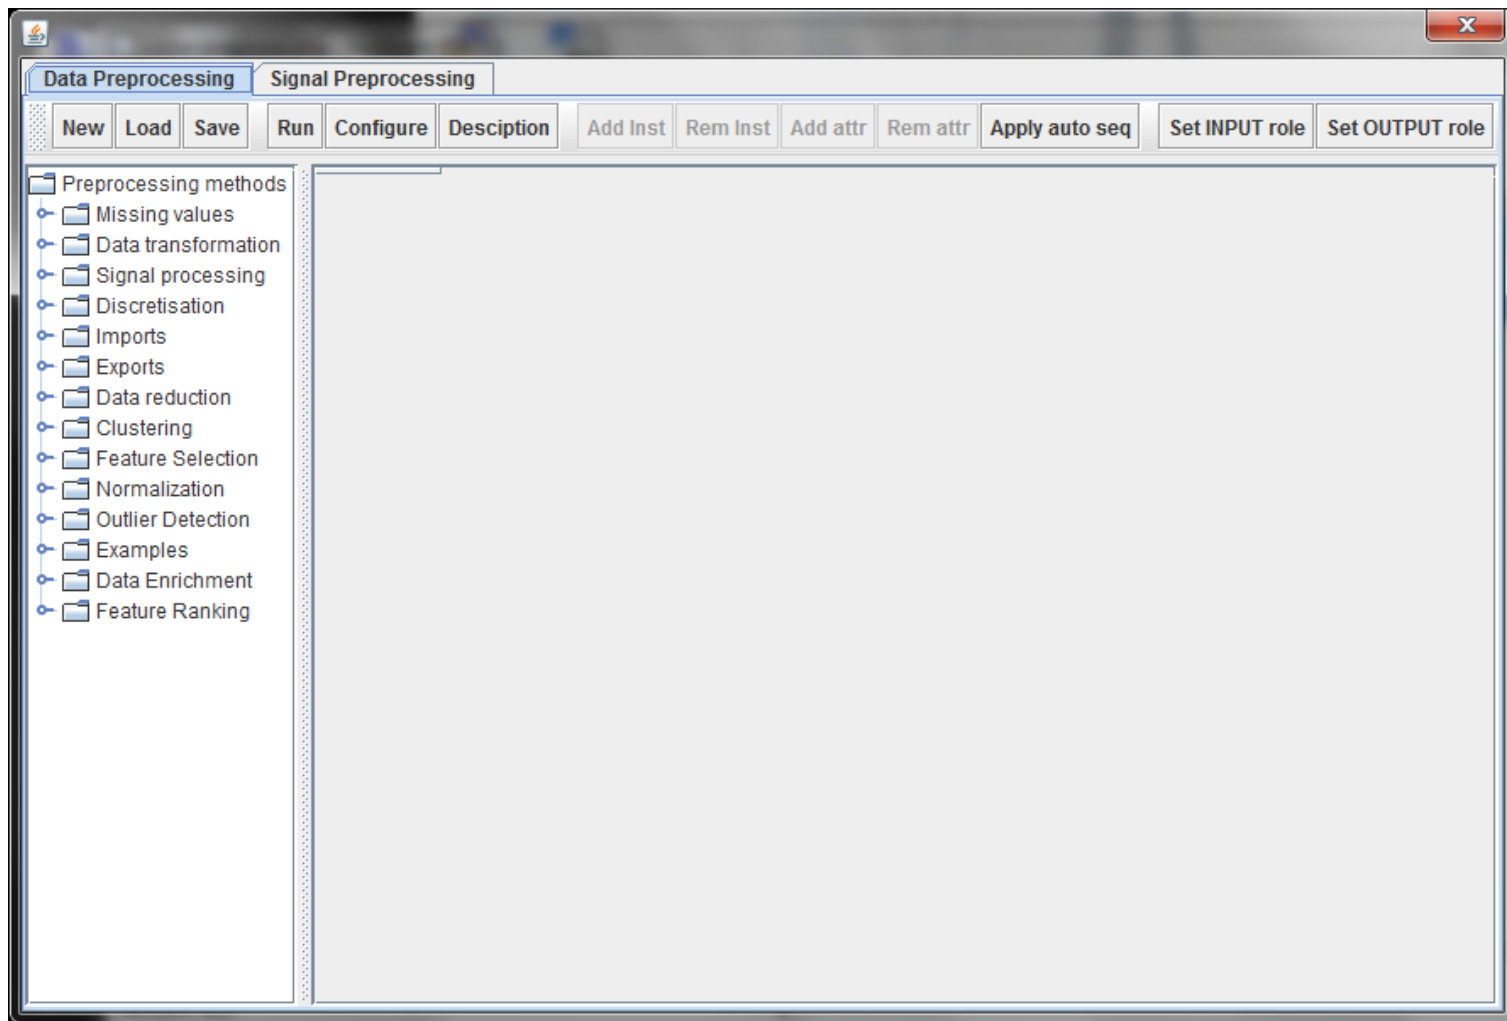 Data Preprocessing Signal Preprocessing
New Load Save Run Configure Desciption Add Inst Rem Inst Add attr Rem attr Apply auto seq Set INPUT role Set OUTPUT role
Preprocessing methods
Missing values
Data transformation
Signal processing
Discretisation
Imports
Exports
Data reduction
Clustering
Feature Selection
Normalization
Outlier Detection
Examples
Data Enrichment
Feature Ranking